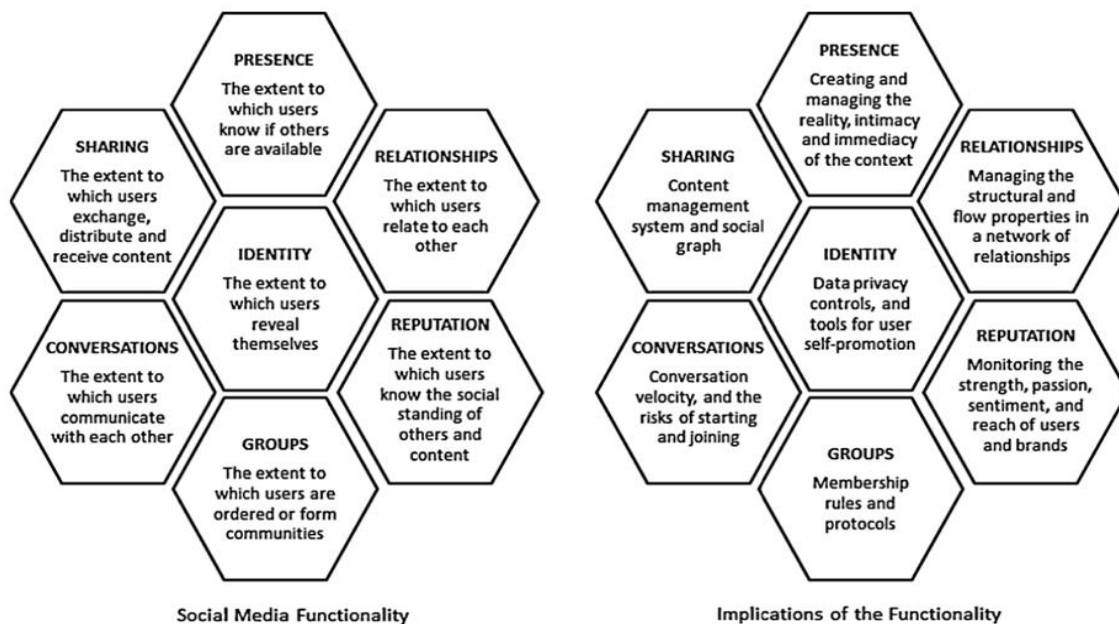 PRESENCE
The extent to
which users
know if others
are available
SHARING
The extent to
which users
exchange,
distribute and
receive content
RELATIONSHIPS
The extent to
which users
relate to each
other
IDENTITY
The extent to
which users
reveal
themselves
CONVERSATIONS
The extent to
which users
communicate
with each other
REPUTATION
The extent to
which users
know the social
standing of
others and
content
GROUPS
The extent to
which users are
ordered or form
communities
Social Media Functionality
PRESENCE
Creating and
managing the
reality, intimacy
and immediacy
of the context
SHARING
Content
management
system and social
graph
RELATIONSHIPS
Managing the
structural and
flow properties in
a network of
relationships
IDENTITY
Data privacy
controls, and
tools for user
self-promotion
CONVERSATIONS
Conversation
velocity, and the
risks of starting
and joining
REPUTATION
Monitoring the
strength, passion,
sentiment, and
reach of users
and brands
GROUPS
Membership
rules and
protocols
Implications of the Functionality